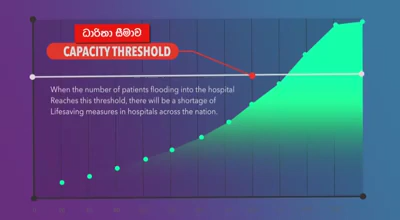 ධාරිතා සීමාව
CAPACITY THRESHOLD
When the number of patients flooding into the hospital
Reaches this threshold, there will be a shortage of
Lifesaving measures in hospitals across the nation.